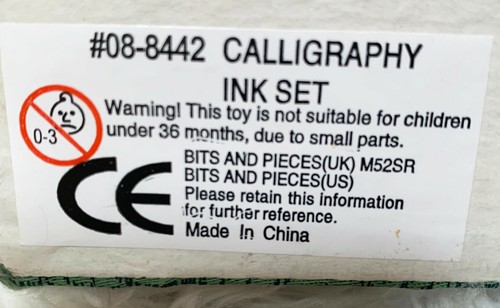 #08-8442 CALLIGRAPHY
INK SET
0-3
Warning! This toy is not suitable for children
under 36 months, due to small parts.
CE
BITS AND PIECES(UK) M52SR
BITS AND PIECES(US)
Please retain this information
for further reference.
Made In China